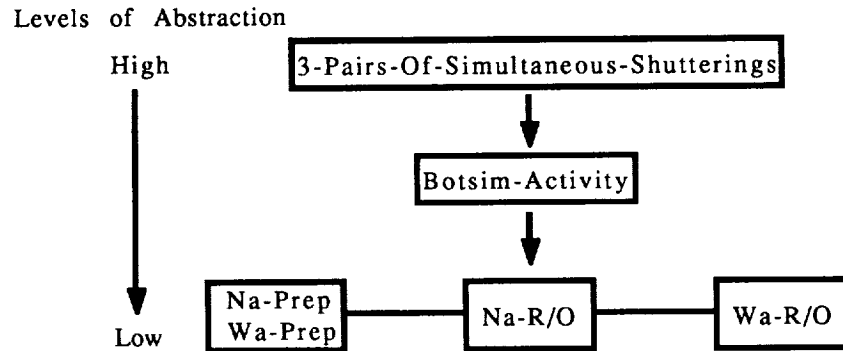 Levels of Abstraction
High
3-Pairs-Of-Simultaneous-Shutterings
Botsim-Activity
Na-Prep
Wa-Prep
Na-R/O
Wa-R/O
Low